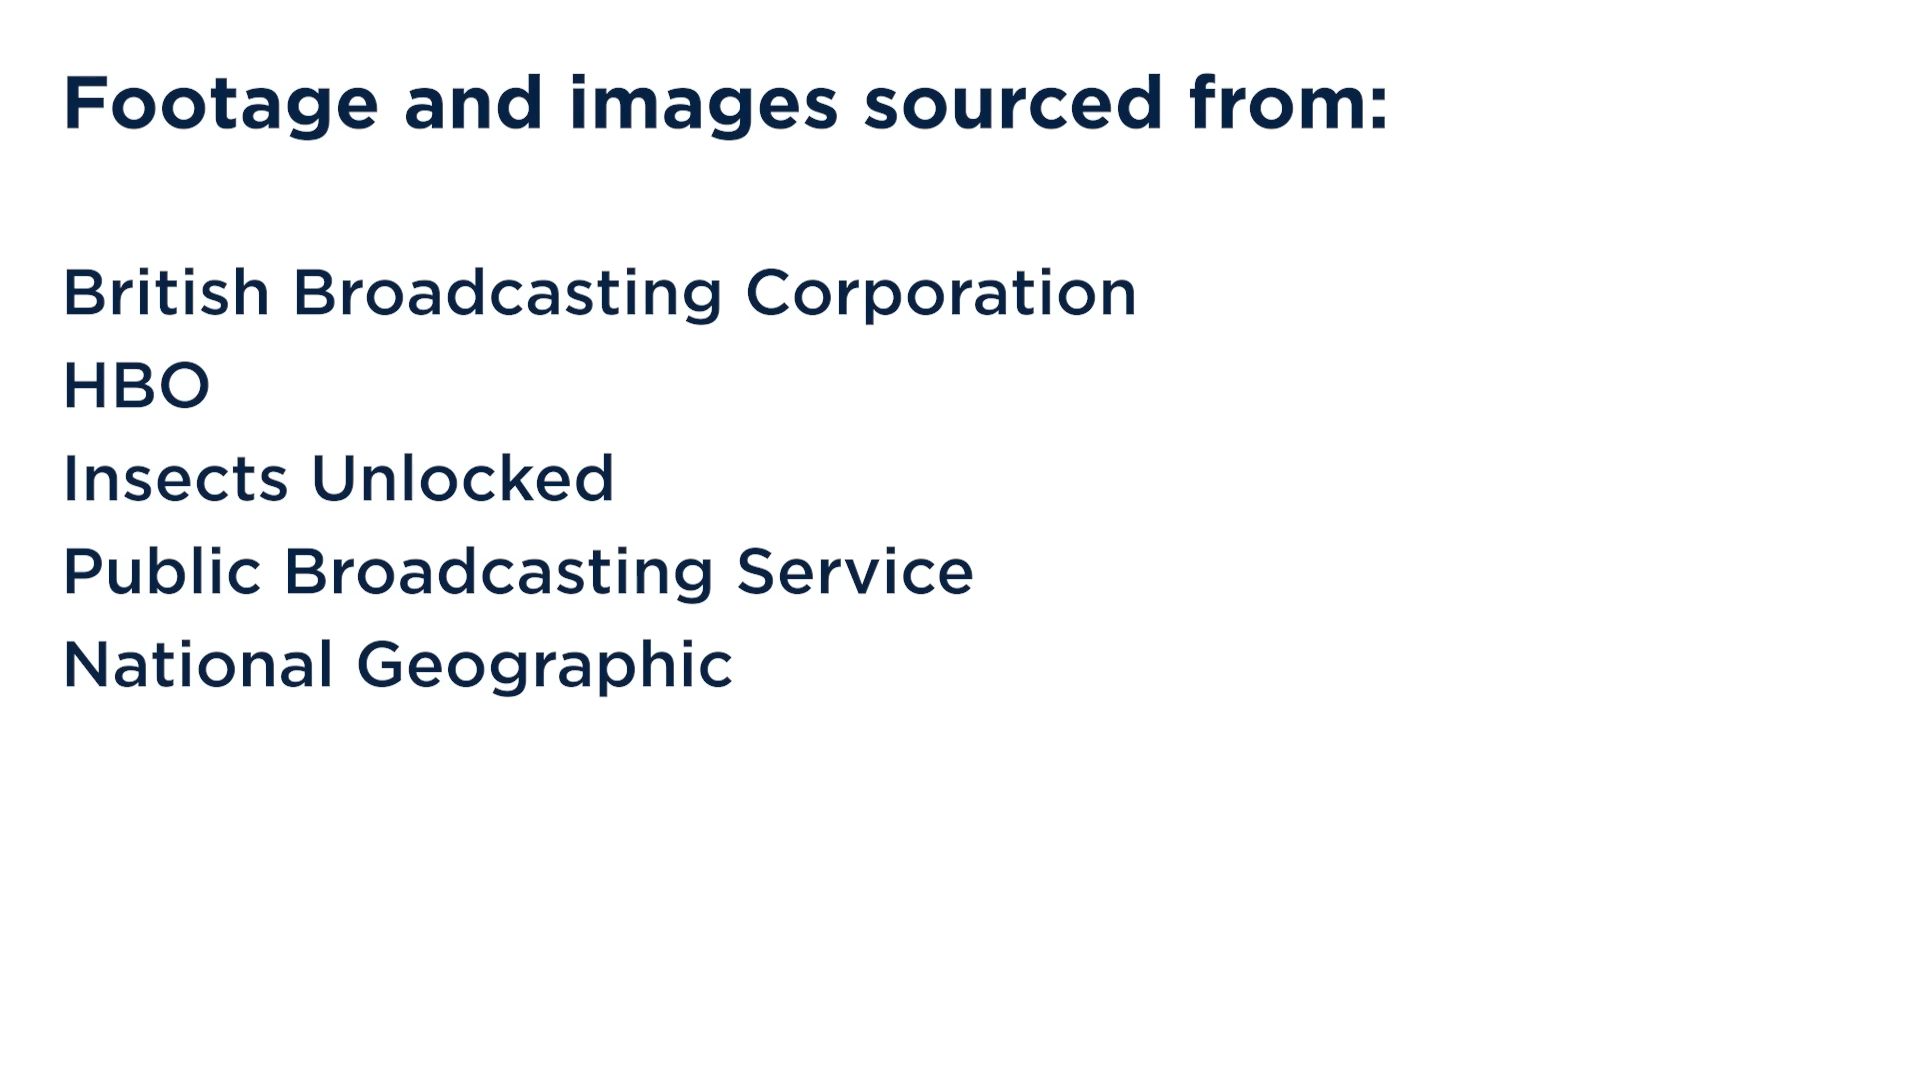 Footage and images sourced from:
British Broadcasting Corporation
HBO
Insects Unlocked
Public Broadcasting Service
National Geographic